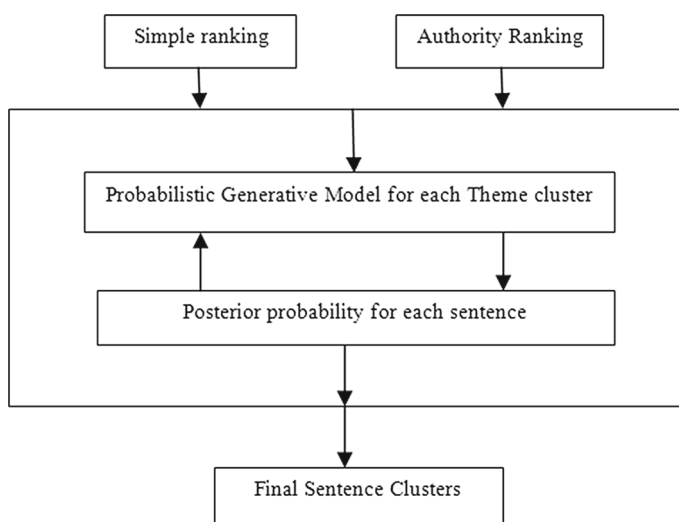 Simple ranking
Authority Ranking
Probabilistic Generative Model for each Theme cluster
Posterior probability for each sentence
Final Sentence Clusters